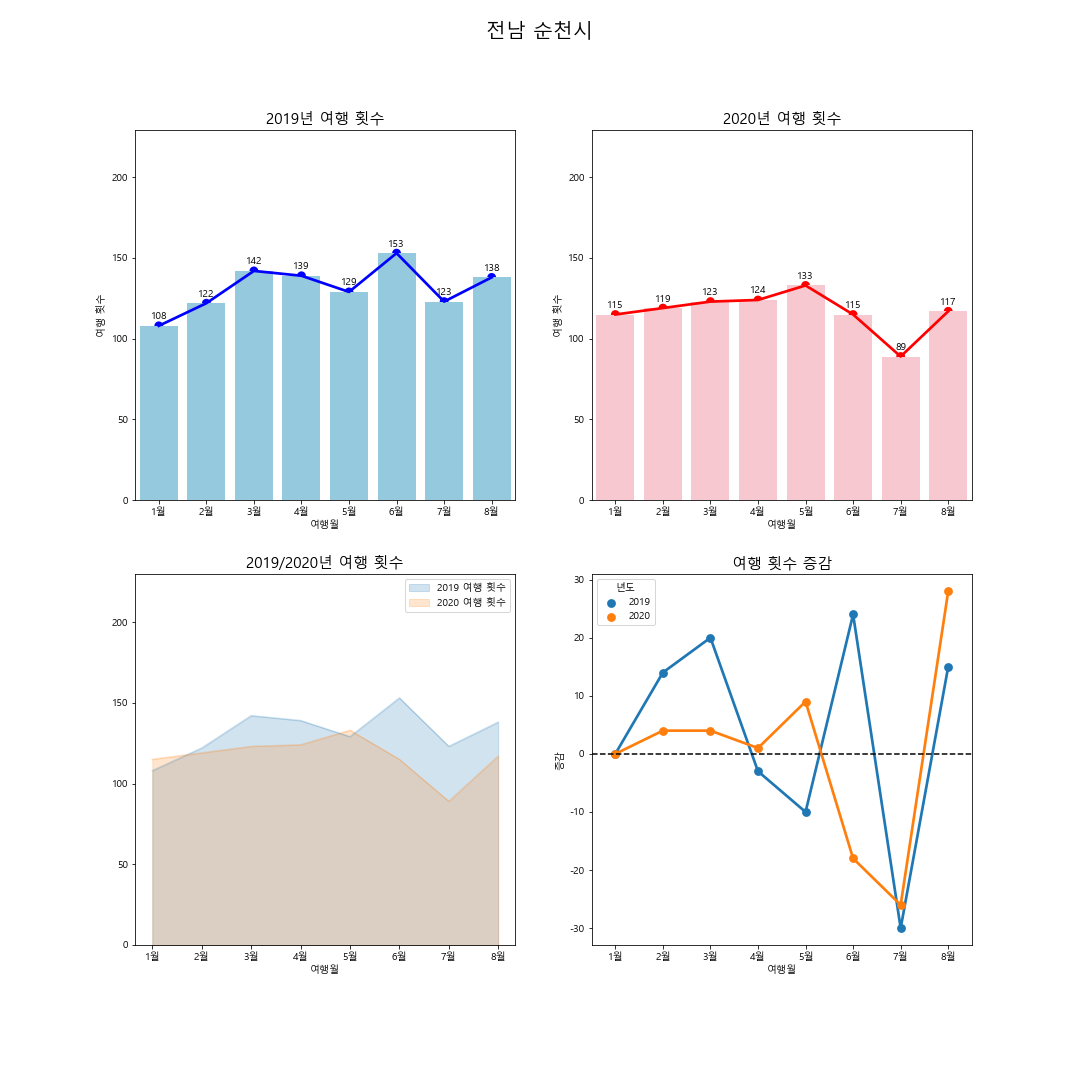 전남 순천시
2019년 여행 횟수
여행 횟수
200
150
100
50
0
108
122
142
139
129
153
123
138
1월 2월 3월 4월 5월 6월 7월 8월
여행월
2020년 여행 횟수
여행 횟수
200
150
100
50
0
115
119
123
124
133
115
89
117
1월 2월 3월 4월 5월 6월 7월 8월
여행월
2019/2020년 여행 횟수
2019 여행 횟수
2020 여행 횟수
200
150
100
50
0
1월 2월 3월 4월 5월 6월 7월 8월
여행월
여행 횟수 증감
년도
2019
2020
증감
30
20
10
0
-10
-20
-30
1월 2월 3월 4월 5월 6월 7월 8월
여행월